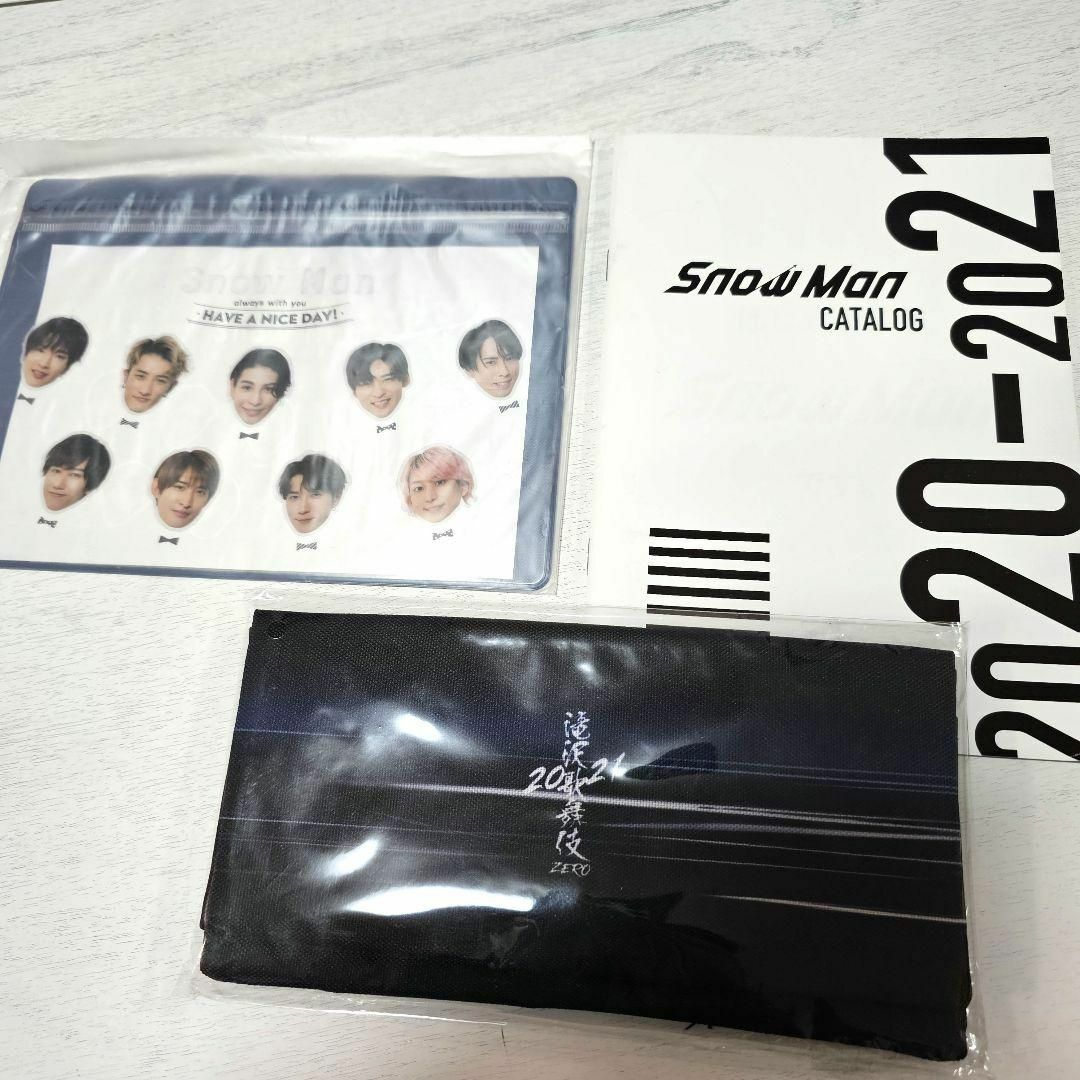 Snow Man
always with you
HAVE A NICE DAY!
Snow Man
CATALOG
2020-2021
滝沢歌舞伎
2021
ZERO